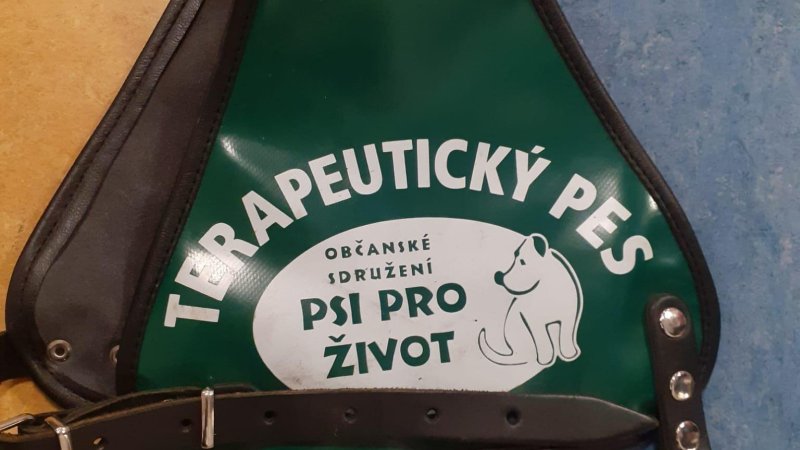 TERAPEUTICKÝ PES
OBČANSKÉ
SDRUŽENÍ
PSI PRO
ŽIVOT